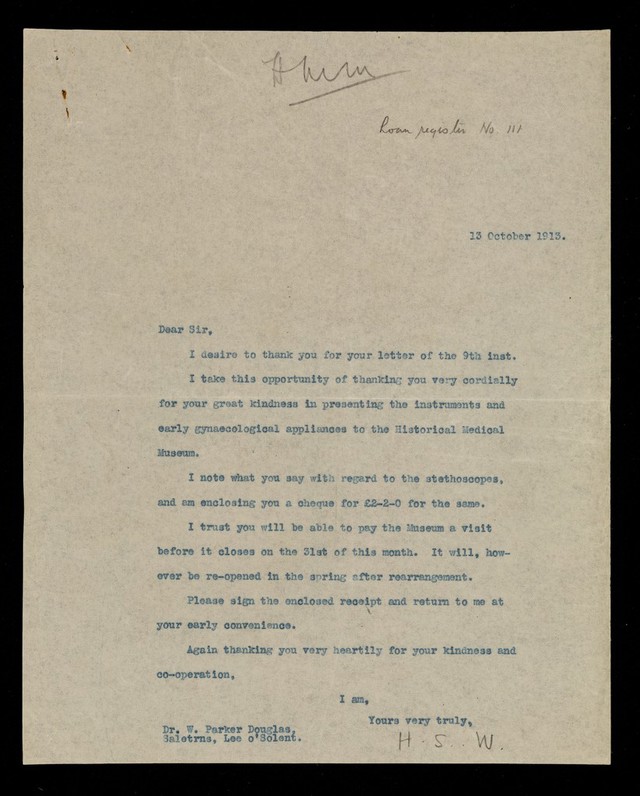 Loan register No. 111
13 October 1913.
Dear Sir,
I desire to thank you for your letter of the 9th inst.
I take this opportunity of thanking you very cordially
for your great kindness in presenting the instruments and
early gynaecological appliances to the Historical Medical
Museum.
I note what you say with regard to the stethoscopes,
and am enclosing you a cheque for £2-2-0 for the same.
I trust you will be able to pay the Museum a visit
before it closes on the 31st of this month. It will, how-
ever be re-opened in the spring after rearrangement.
Please sign the enclosed receipt and return to me at
your early convenience.
Again thanking you very heartily for your kindness and
co-operation,
I am,
Yours very truly,
H. S. W.
Dr. W. Parker Douglas,
Saletrns, Lee o'Solent.